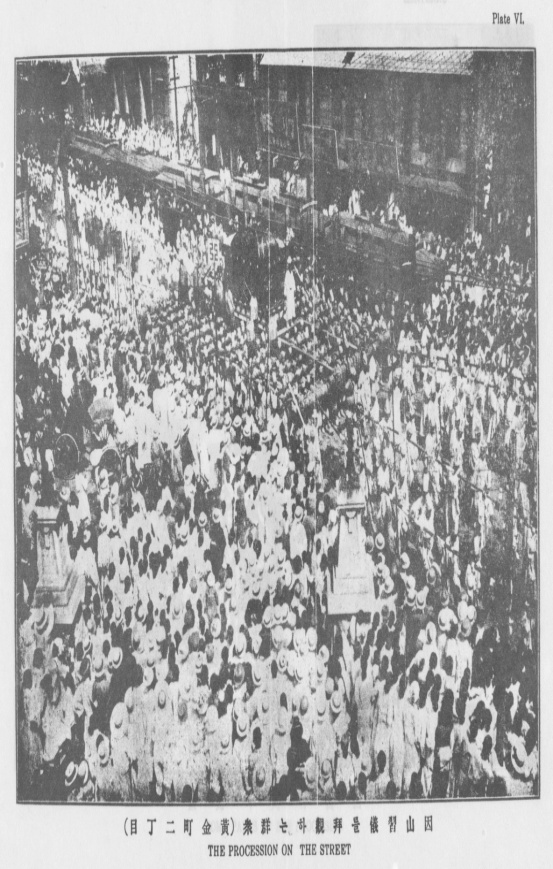 Plate VI.
因山習儀를拜觀하는群衆(黃金町二丁目)
THE PROCESSION ON THE STREET